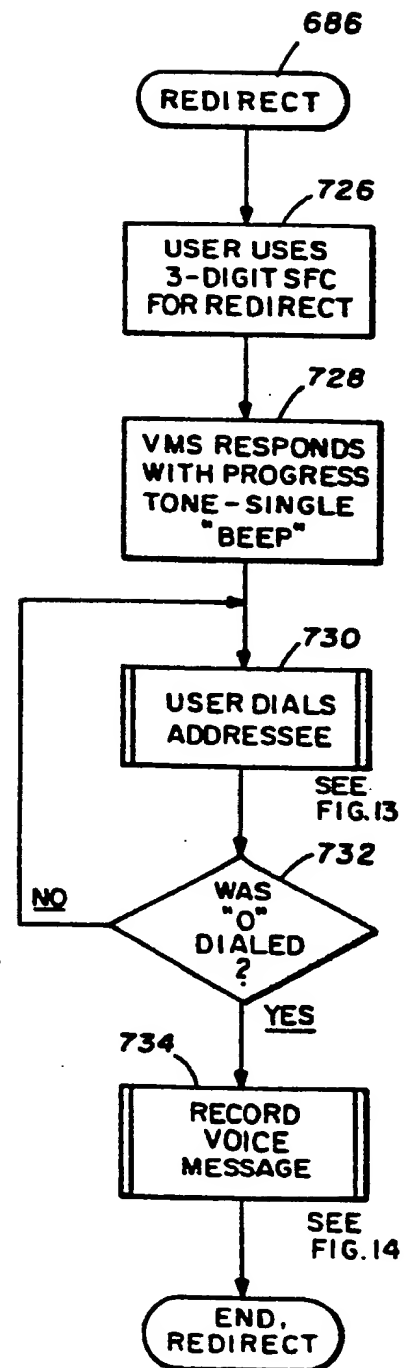 686
REDIRECT
726
USER USES
3-DIGIT SFC
FOR REDIRECT
728
VMS RESPONDS
WITH PROGRESS
TONE-SINGLE
"BEEP"
730
USER DIALS
ADDRESSEE
SEE
FIG.13
732
WAS
"O"
DIALED
?
NO
YES
734
RECORD
VOICE
MESSAGE
SEE
FIG.14
END,
REDIRECT